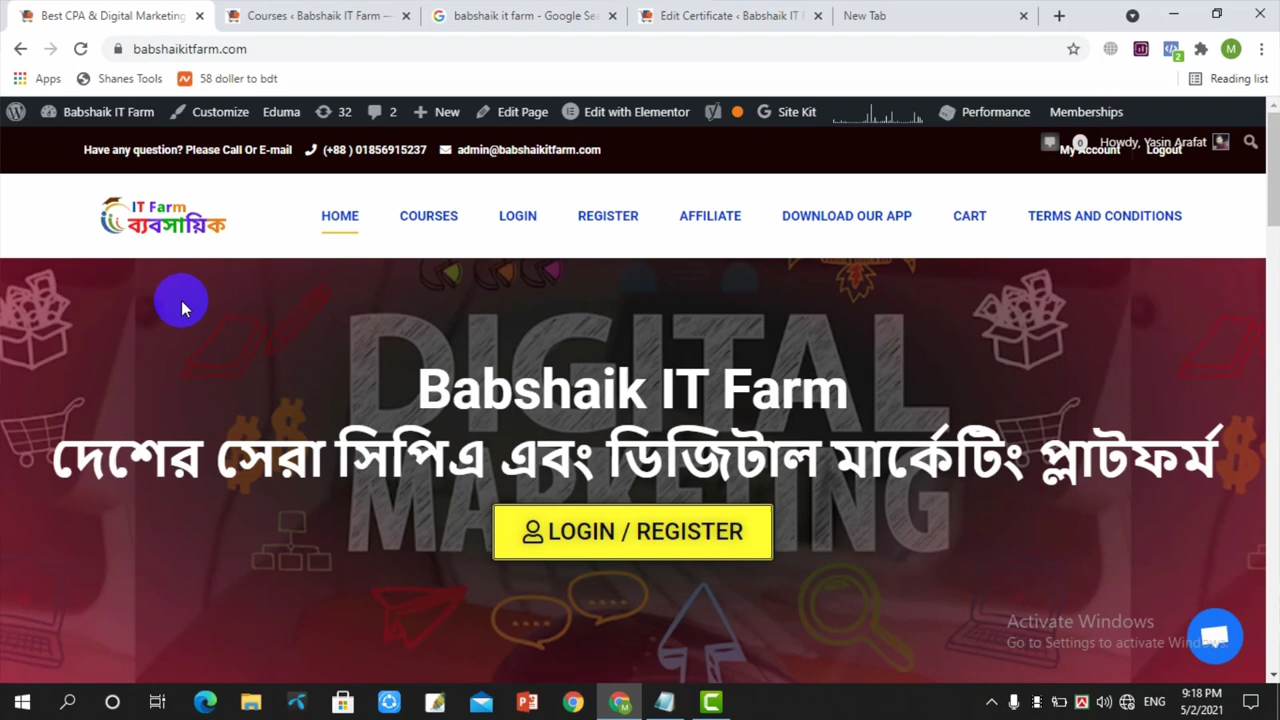 Best CPA & Digital Marketing
Courses ‹ Babshaik IT Farm —
babshaik it farm - Google Sea
Edit Certificate ‹ Babshaik IT F
New Tab
babshaikitfarm.com
M
Apps
Shanes Tools
58 doller to bdt
Reading list
2
Babshaik IT Farm
Customize
Eduma
32
2
New
Edit Page
Edit with Elementor
Site Kit
Performance
Memberships
Have any question? Please Call Or E-mail
(+88 ) 01856915237
admin@babshaikitfarm.com
0
Howdy, Yasin Arafat
My Account
Logout
IT Farm
ব্যবসায়িক
HOME
COURSES
LOGIN
REGISTER
AFFILIATE
DOWNLOAD OUR APP
CART
TERMS AND CONDITIONS
DIGITAL
Babshaik IT Farm
দেশের সেরা সিপিএ এবং ডিজিটাল মার্কেটিং প্লাটফর্ম
MARKETING
LOGIN / REGISTER
Activate Windows
Go to Settings to activate Windows.
ENG
9:18 PM
5/2/2021